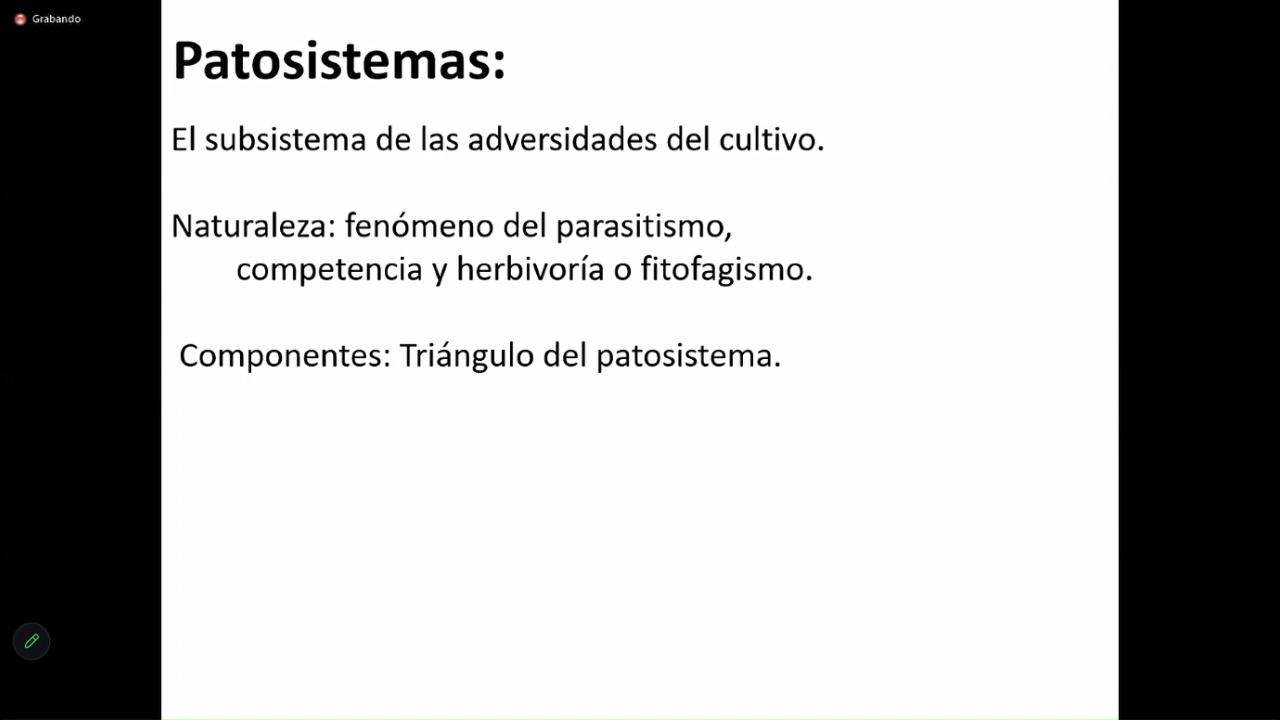 Grabando
Patosistemas:
El subsistema de las adversidades del cultivo.
Naturaleza: fenómeno del parasitismo,
competencia y herbivoría o fitofagismo.
Componentes: Triángulo del patosistema.